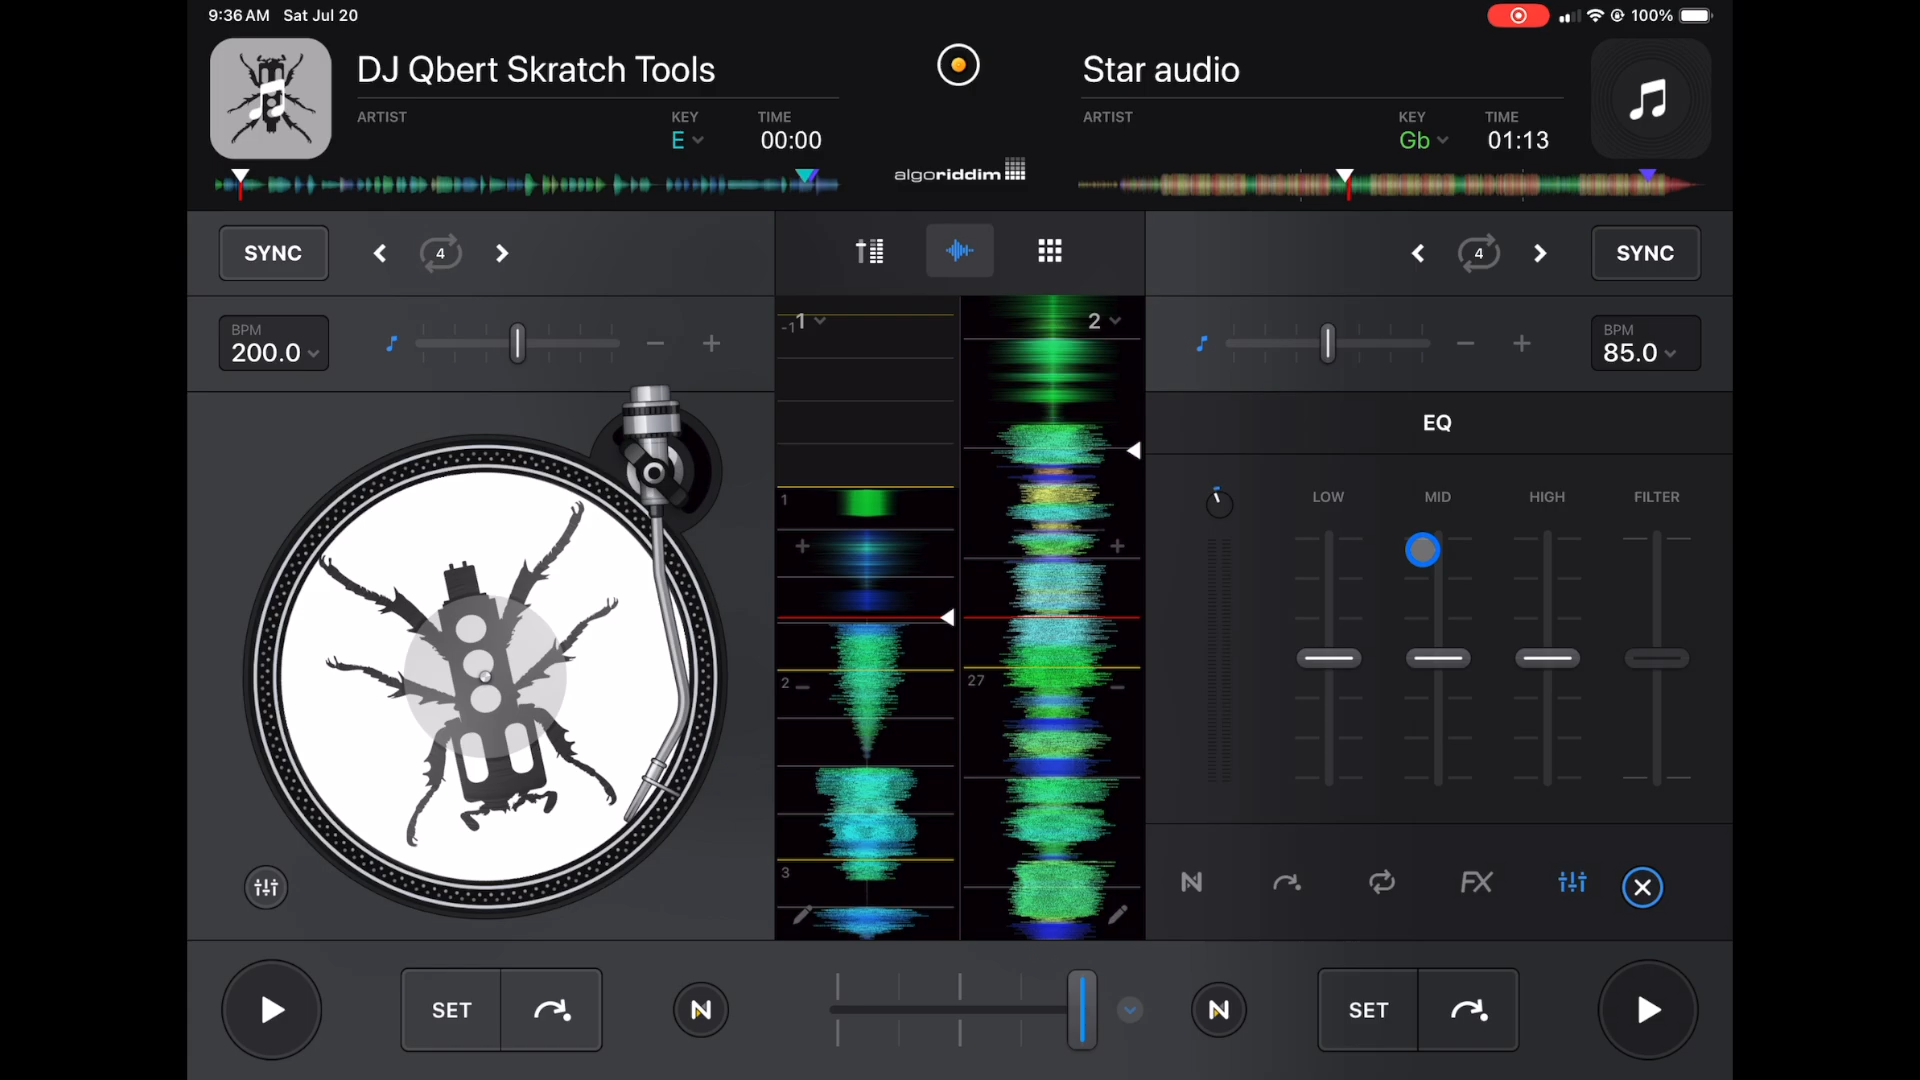 9:36 AM Sat Jul 20
100%
DJ Qbert Skratch Tools
ARTIST
KEY
TIME
E
00:00
algoriddim
Star audio
ARTIST
KEY
TIME
Gb
01:13
SYNC
4
4
SYNC
BPM
200.0
-1
1
2
BPM
85.0
1
2
3
27
EQ
LOW
MID
HIGH
FILTER
FX
SET
SET